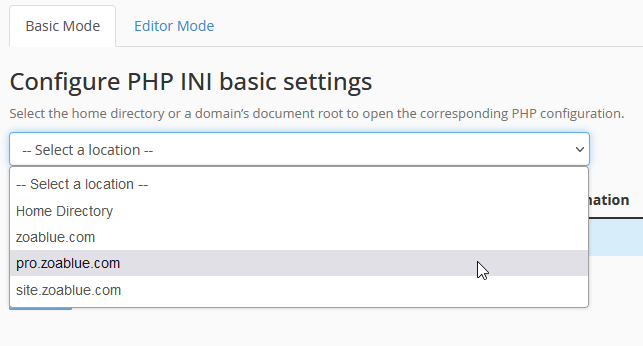 Basic Mode
Editor Mode
Configure PHP INI basic settings
Select the home directory or a domain's document root to open the corresponding PHP configuration.
-- Select a location --
-- Select a location --
Home Directory
zoablue.com
pro.zoablue.com
site.zoablue.com